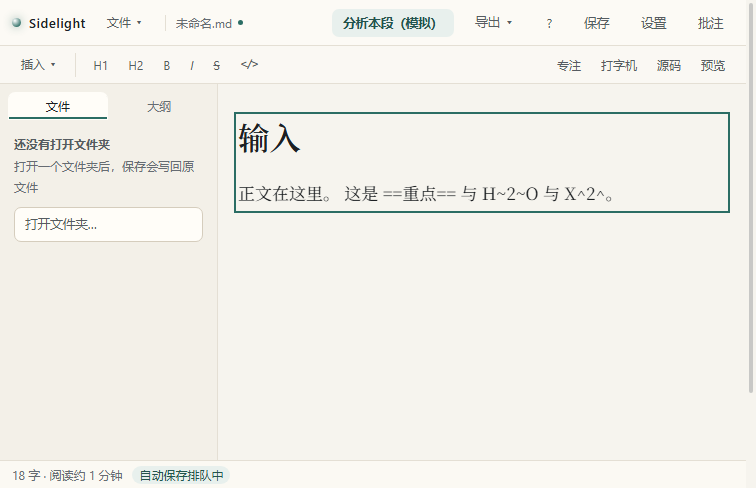 Sidelight 文件 ▾ 未命名.md ● 分析本段（模拟） 导出 ▾ ? 保存 设置 批注
插入 ▾ H1 H2 B I S </> 专注 打字机 源码 预览
文件 大纲
还没有打开文件夹
打开一个文件夹后，保存会写回原
文件
打开文件夹...
输入
正文在这里。 这是 ==重点== 与 H~2~O 与 X^2^。
18 字 · 阅读约 1 分钟 自动保存排队中